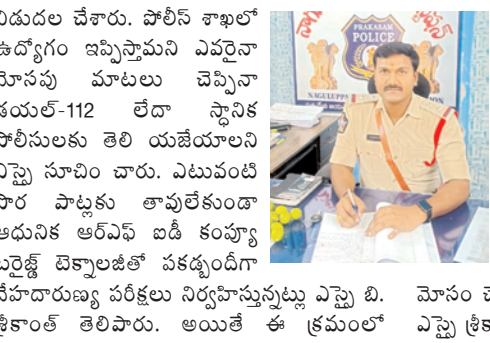 విడుదల చేశారు. పోలీస్ శాఖలో
ఉద్యోగం ఇప్పిస్తామని ఎవరైనా
మోసపు మాటలు చెప్పినా
డయల్-112 లేదా స్థానిక
పోలీసులకు తెలి యజేయాలని
ఎస్సై సూచిం చారు. ఎటువంటి
పొర పాట్లకు తావులేకుండా
ఆధునిక ఆర్ఎఫ్ ఐడీ కంప్యూ
టరైజ్డ్ టెక్నాలజీతో పకడ్బందీగా
దేహదారుణ్య పరీక్షలు నిర్వహిస్తున్నట్లు ఎస్సై బి.
శ్రీకాంత్ తెలిపారు. అయితే ఈ క్రమంలో
PRAKASAM
POLICE
NAGULUPP
మోసం
ఎస్సై